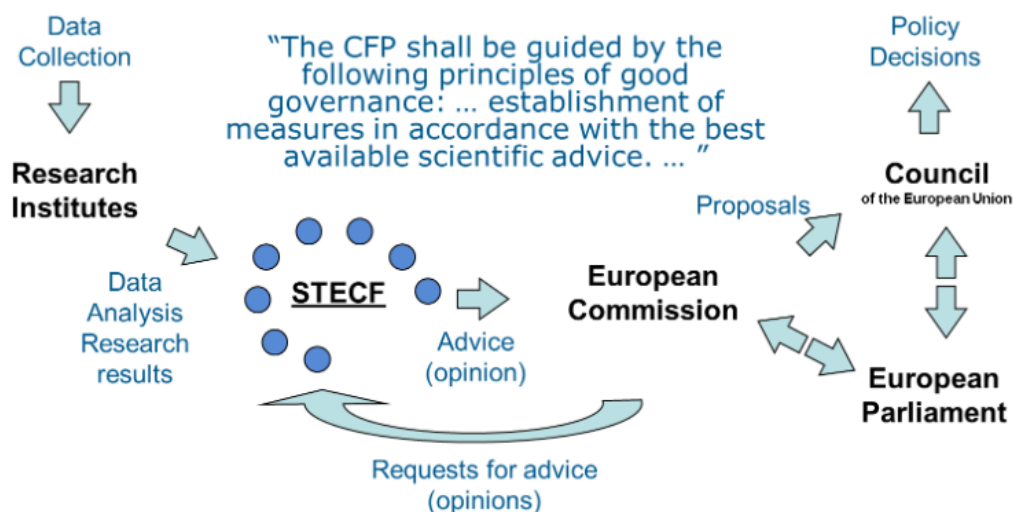 Data
Collection
“The CFP shall be guided by the
following principles of good
governance: ... establishment of
measures in accordance with the best
available scientific advice. ... ”
Policy
Decisions
Research
Institutes
Council
of the European Union
Proposals
STECF
European
Commission
Data
Analysis
Research
results
Advice
(opinion)
European
Parliament
Requests for advice
(opinions)